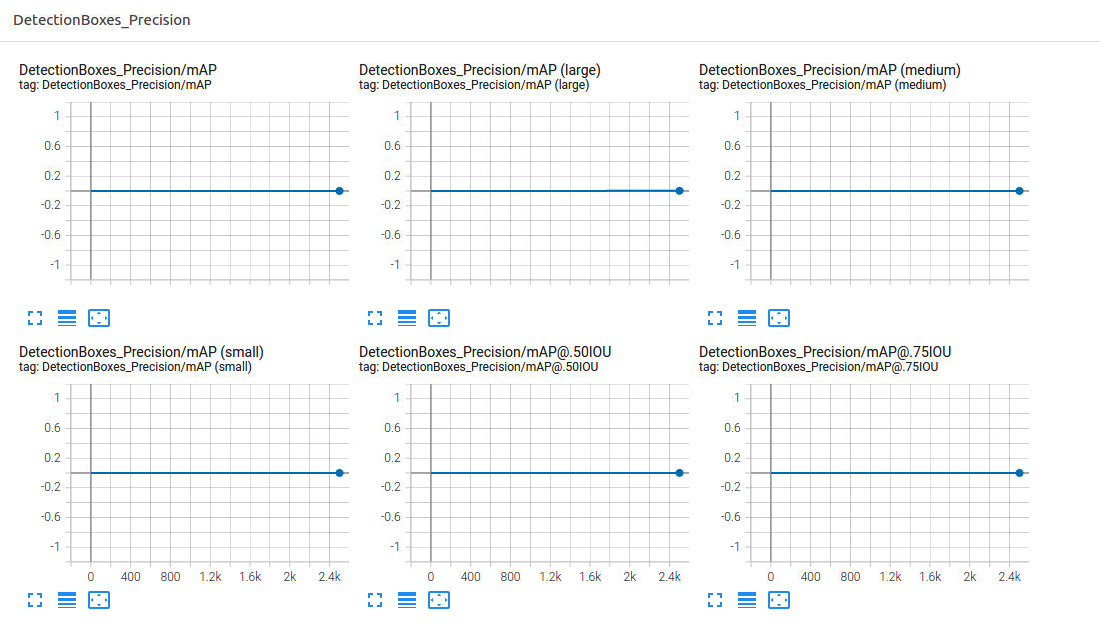 DetectionBoxes_Precision
DetectionBoxes_Precision/mAP
tag: DetectionBoxes_Precision/mAP
1
0.6
0.2
-0.2
-0.6
-1
DetectionBoxes_Precision/mAP (large)
tag: DetectionBoxes_Precision/mAP (large)
1
0.6
0.2
-0.2
-0.6
-1
DetectionBoxes_Precision/mAP (medium)
tag: DetectionBoxes_Precision/mAP (medium)
1
0.6
0.2
-0.2
-0.6
-1
DetectionBoxes_Precision/mAP (small)
tag: DetectionBoxes_Precision/mAP (small)
1
0.6
0.2
-0.2
-0.6
-1
0 400 800 1.2k 1.6k 2k 2.4k
DetectionBoxes_Precision/mAP@.50IOU
tag: DetectionBoxes_Precision/mAP@.50IOU
1
0.6
0.2
-0.2
-0.6
-1
0 400 800 1.2k 1.6k 2k 2.4k
DetectionBoxes_Precision/mAP@.75IOU
tag: DetectionBoxes_Precision/mAP@.75IOU
1
0.6
0.2
-0.2
-0.6
-1
0 400 800 1.2k 1.6k 2k 2.4k